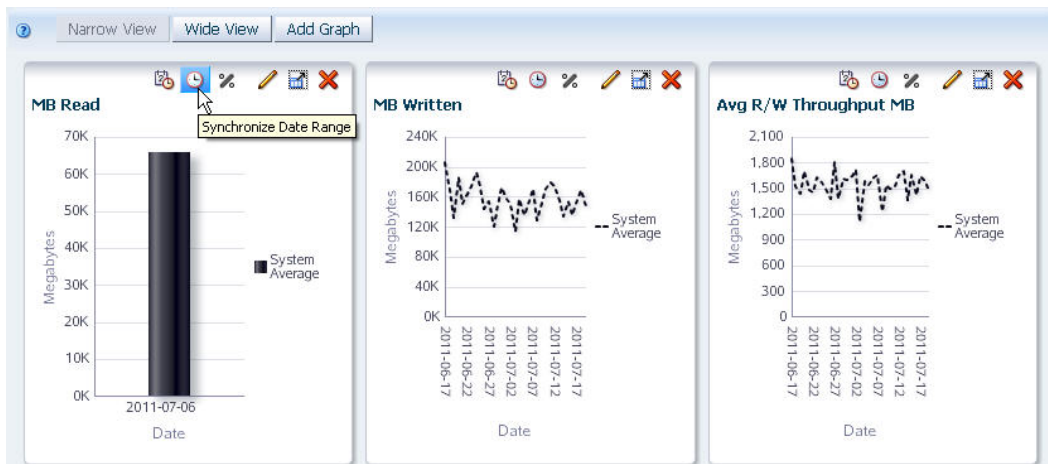 Narrow View
Wide View
Add Graph
MB Read
Synchronize Date Range
70K
60K
50K
40K
30K
20K
10K
0K
Megabytes
2011-07-06
Date
System
Average
MB Written
240K
200K
160K
120K
80K
40K
0K
Megabytes
2011-06-17
2011-06-22
2011-06-27
2011-07-02
2011-07-07
2011-07-12
2011-07-17
Date
System
Average
Avg R/W Throughput MB
2,100
1,800
1,500
1,200
900
600
300
0
Megabytes
2011-06-17
2011-06-22
2011-06-27
2011-07-02
2011-07-07
2011-07-12
2011-07-17
Date
System
Average